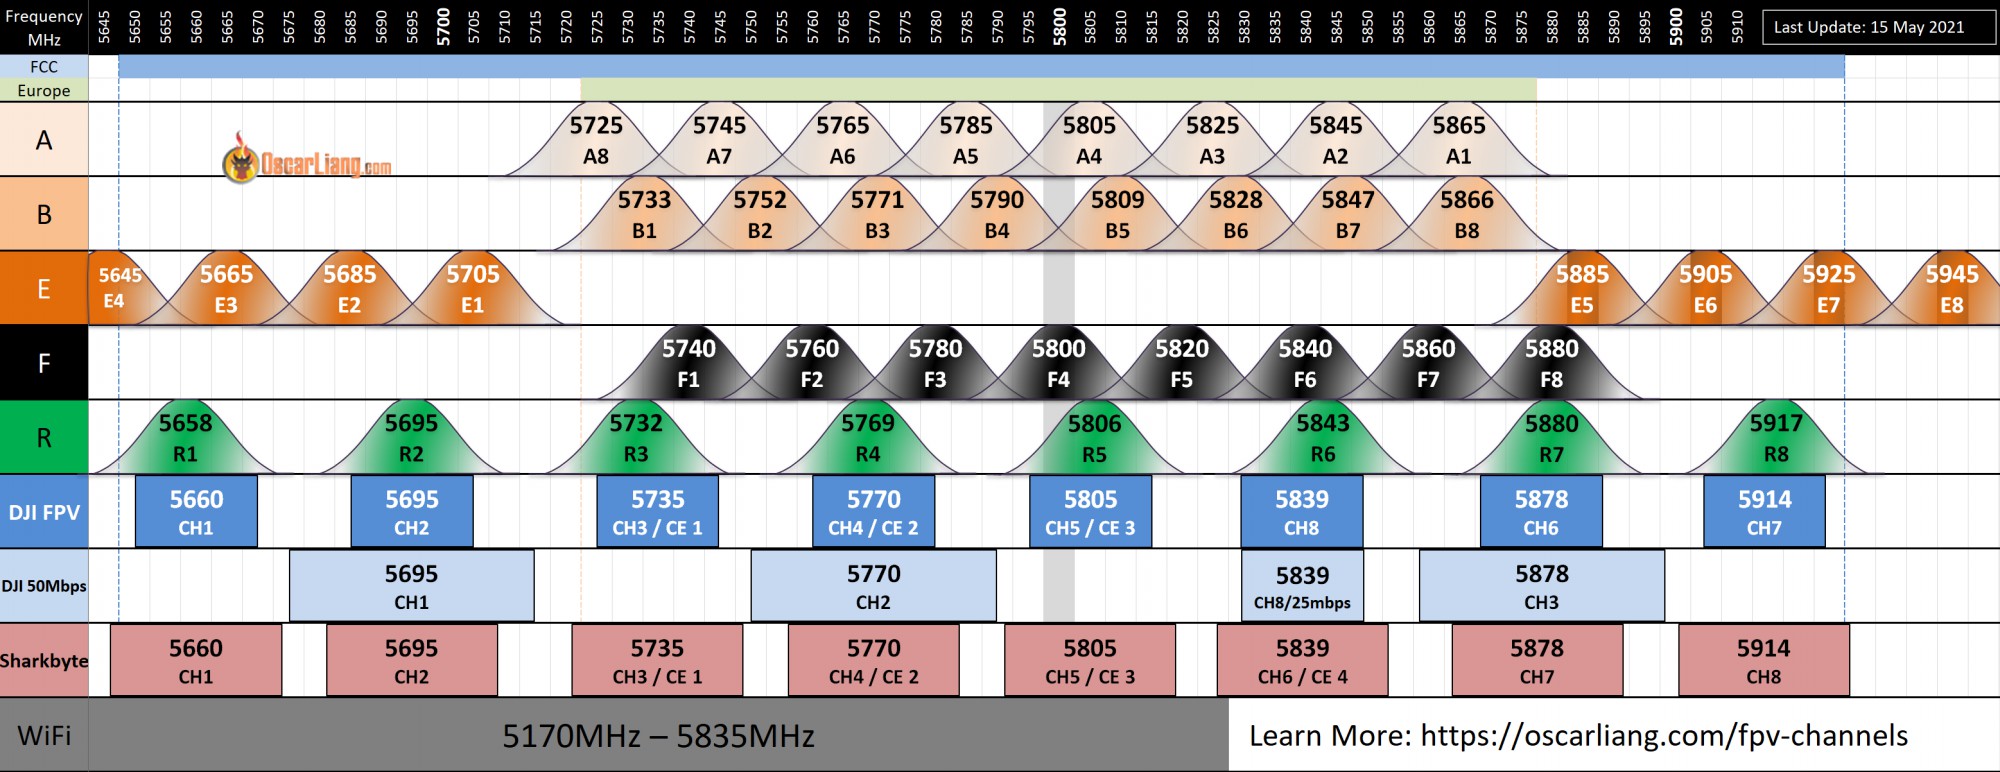 Frequency MHz 5645 5650 5655 5660 5665 5670 5675 5680 5685 5690 5695 5700 5705 5710 5715 5720 5725 5730 5735 5740 5745 5750 5755 5760 5765 5770 5775 5780 5785 5790 5795 5800 5805 5810 5815 5820 5825 5830 5835 5840 5845 5850 5855 5860 5865 5870 5875 5880 5885 5890 5895 5900 5905 5910 Last Update: 15 May 2021
FCC
Europe
A
5725 5745 5765 5785 5805 5825 5845 5865
A8 A7 A6 A5 A4 A3 A2 A1
OscarLiang.com
B
5733 5752 5771 5790 5809 5828 5847 5866
B1 B2 B3 B4 B5 B6 B7 B8
E
5645 5665 5685 5705 5885 5905 5925 5945
E4 E3 E2 E1 E5 E6 E7 E8
F
5740 5760 5780 5800 5820 5840 5860 5880
F1 F2 F3 F4 F5 F6 F7 F8
R
5658 5695 5732 5769 5806 5843 5880 5917
R1 R2 R3 R4 R5 R6 R7 R8
DJI FPV
5660 5695 5735 5770 5805 5839 5878 5914
CH1 CH2 CH3 / CE 1 CH4 / CE 2 CH5 / CE 3 CH8 CH6 CH7
DJI 50Mbps
5695 5770 5839 5878
CH1 CH2 CH8/25mbps CH3
Sharkbyte
5660 5695 5735 5770 5805 5839 5878 5914
CH1 CH2 CH3 / CE 1 CH4 / CE 2 CH5 / CE 3 CH6 / CE 4 CH7 CH8
WiFi 5170MHz – 5835MHz Learn More: https://oscarliang.com/fpv-channels